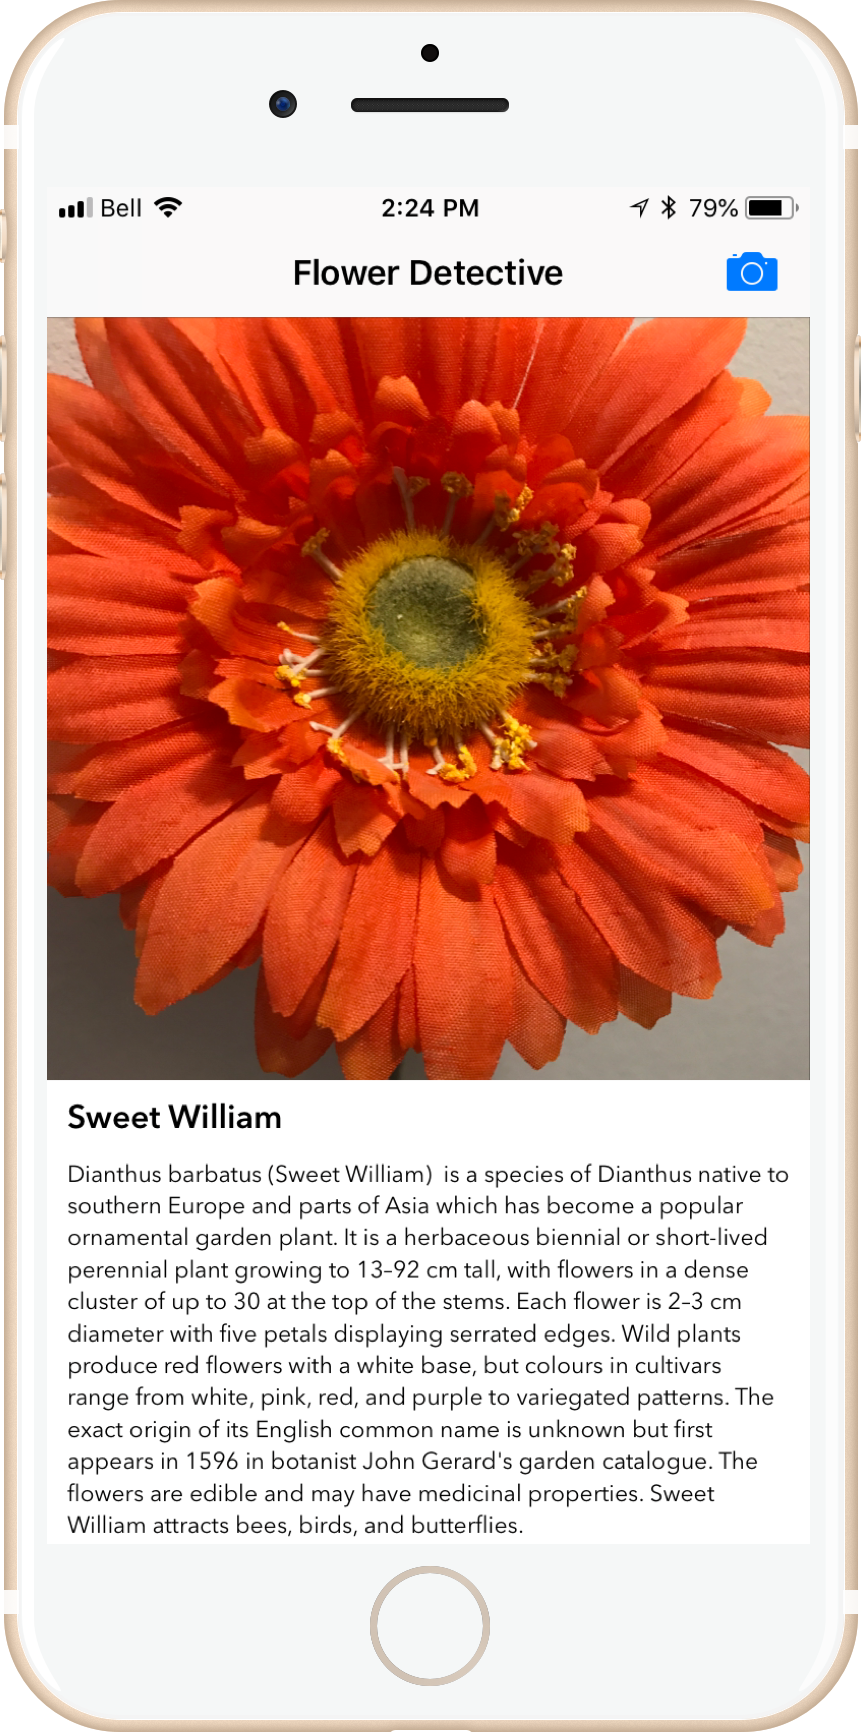 Bell 2:24 PM 79%
Flower Detective
Sweet William
Dianthus barbatus (Sweet William)  is a species of Dianthus native to
southern Europe and parts of Asia which has become a popular
ornamental garden plant. It is a herbaceous biennial or short-lived
perennial plant growing to 13–92 cm tall, with flowers in a dense
cluster of up to 30 at the top of the stems. Each flower is 2–3 cm
diameter with five petals displaying serrated edges. Wild plants
produce red flowers with a white base, but colours in cultivars
range from white, pink, red, and purple to variegated patterns. The
exact origin of its English common name is unknown but first
appears in 1596 in botanist John Gerard's garden catalogue. The
flowers are edible and may have medicinal properties. Sweet
William attracts bees, birds, and butterflies.